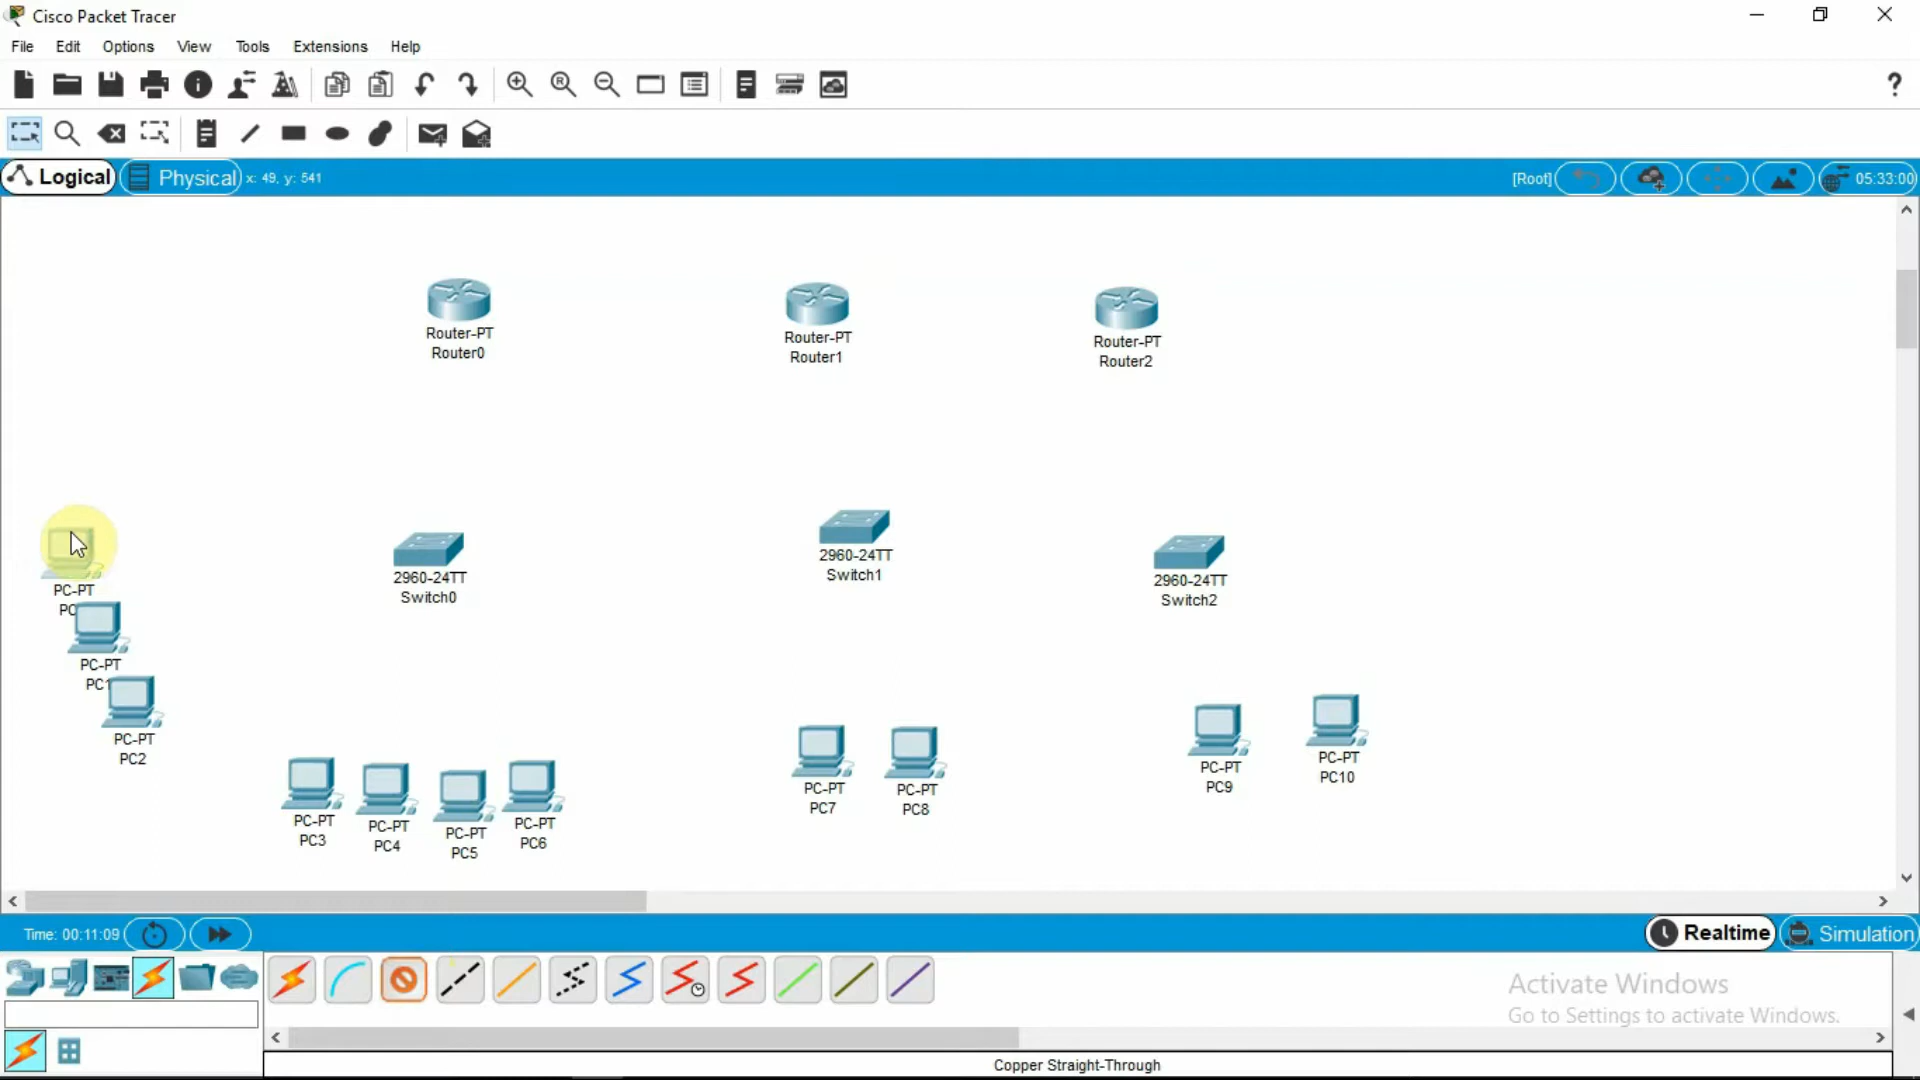 Cisco Packet Tracer
File Edit Options View Tools Extensions Help
Logical Physical x: 49, y: 541 [Root] 05:33:00
Router-PT
Router0
Router-PT
Router1
Router-PT
Router2
2960-24TT
Switch0
2960-24TT
Switch1
2960-24TT
Switch2
PC-PT
PC
PC-PT
PC1
PC-PT
PC2
PC-PT
PC3
PC-PT
PC4
PC-PT
PC5
PC-PT
PC6
PC-PT
PC7
PC-PT
PC8
PC-PT
PC9
PC-PT
PC10
Time: 00:11:09 Realtime Simulation
Activate Windows
Go to Settings to activate Windows.
Copper Straight-Through